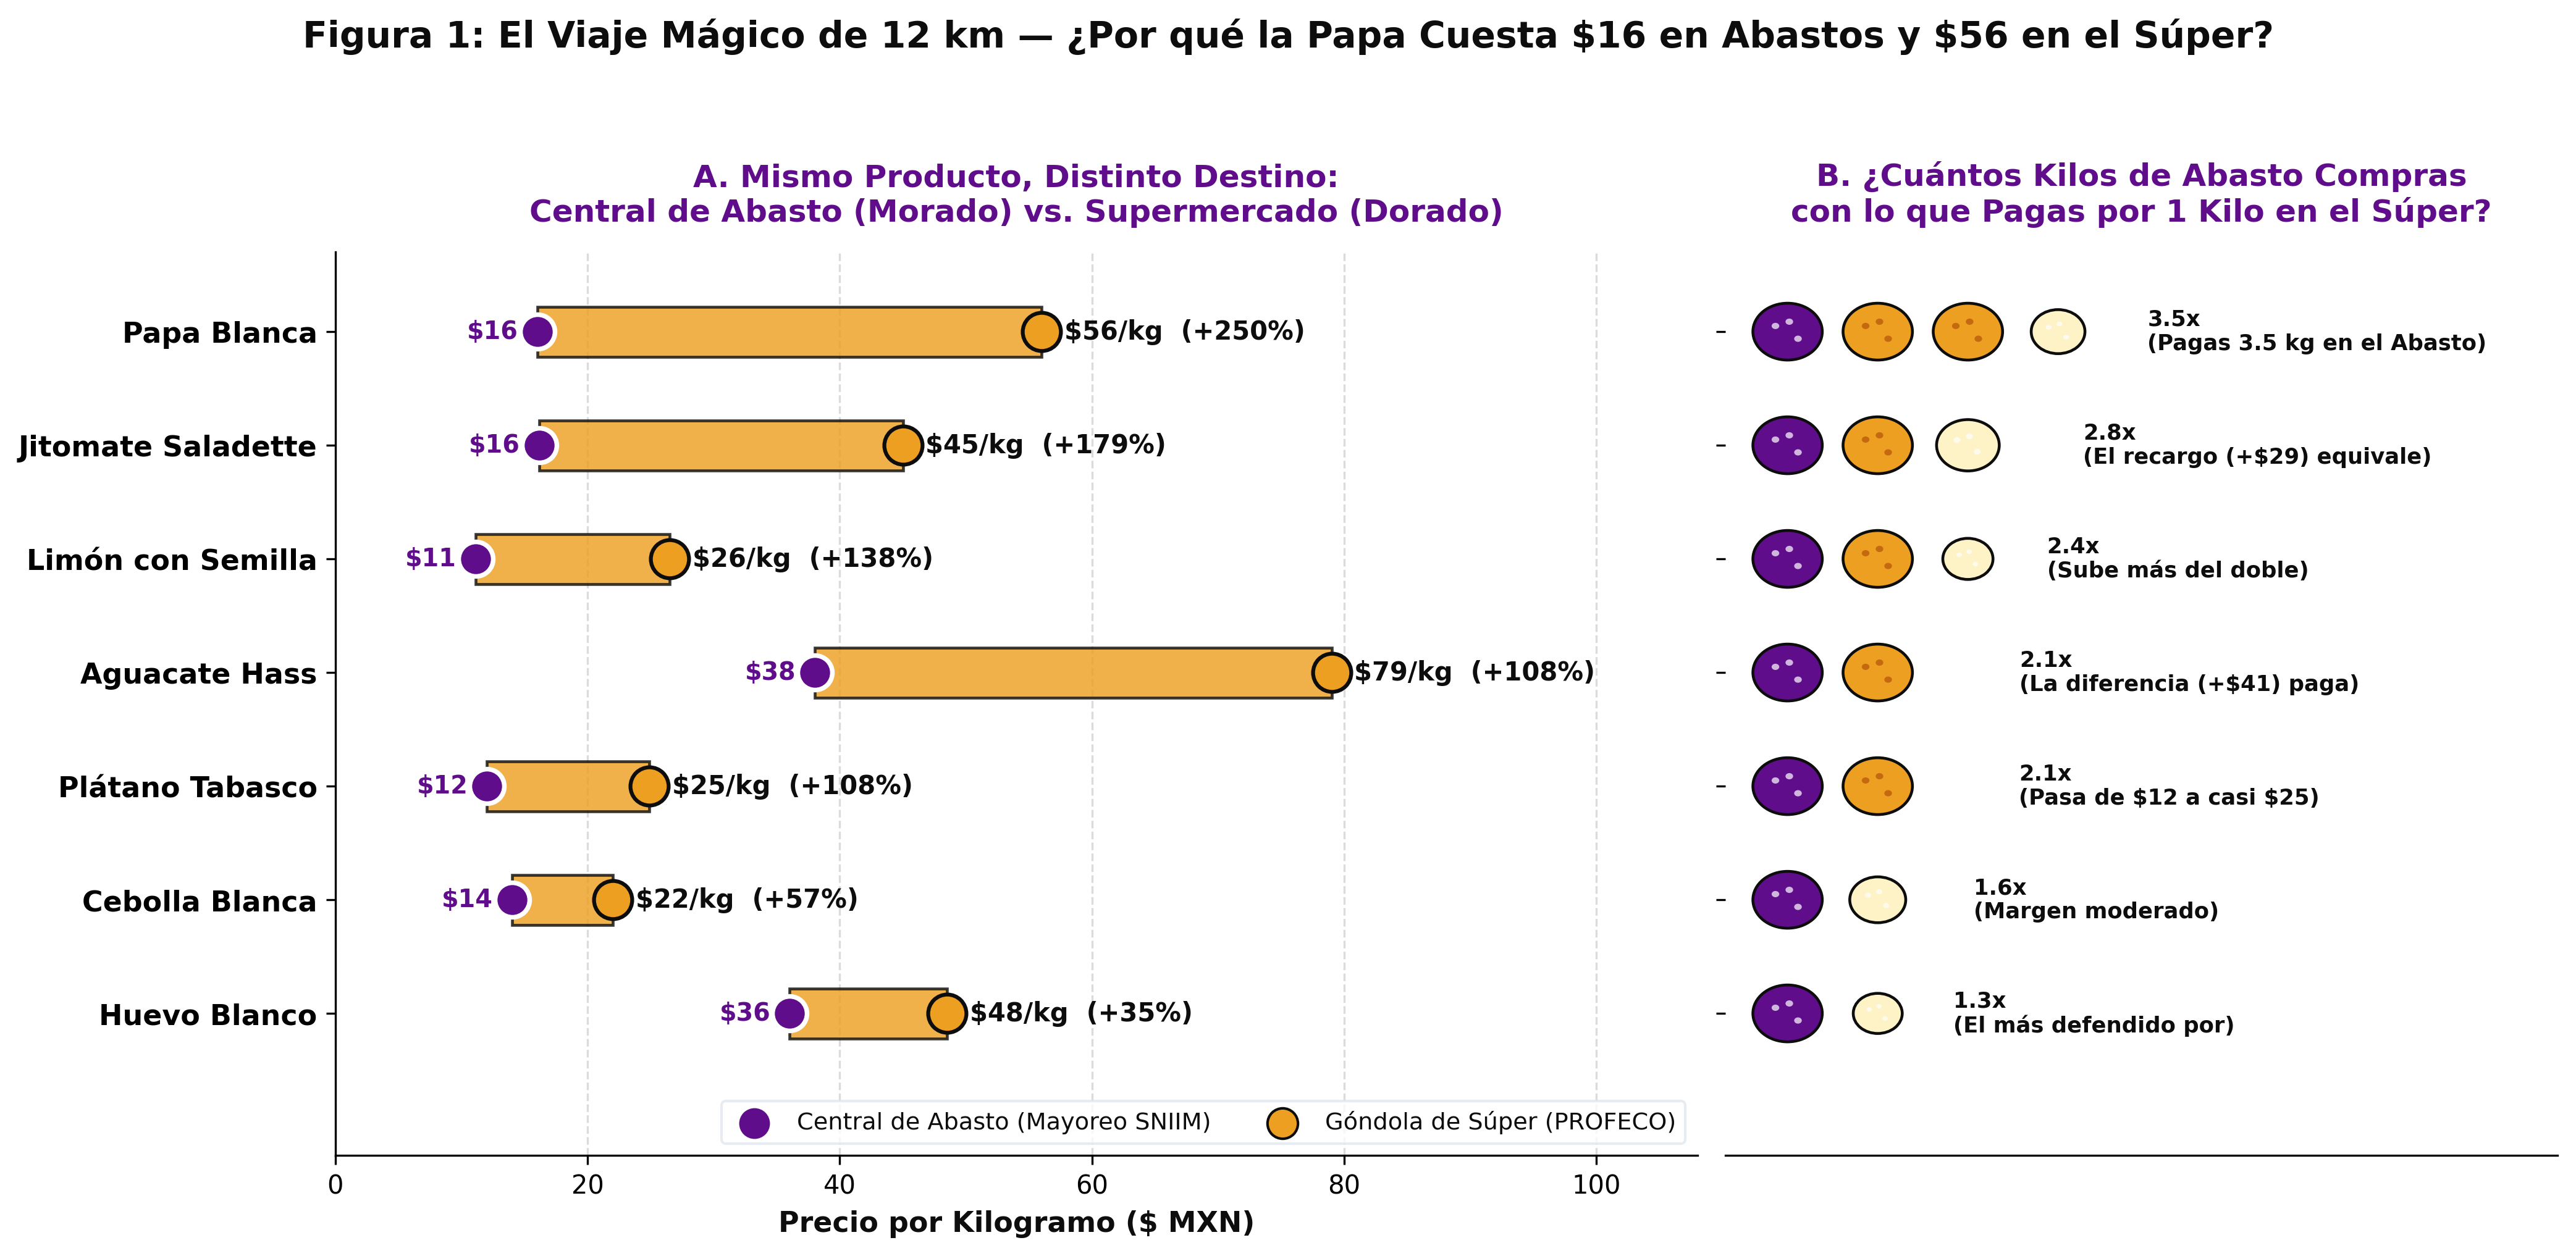 Figura 1: El Viaje Mágico de 12 km — ¿Por qué la Papa Cuesta $16 en Abastos y $56 en el Súper?
A. Mismo Producto, Distinto Destino:
Central de Abasto (Morado) vs. Supermercado (Dorado)
Papa Blanca
$16
$56/kg (+250%)
Jitomate Saladette
$16
$45/kg (+179%)
Limón con Semilla
$11
$26/kg (+138%)
Aguacate Hass
$38
$79/kg (+108%)
Plátano Tabasco
$12
$25/kg (+108%)
Cebolla Blanca
$14
$22/kg (+57%)
Huevo Blanco
$36
$48/kg (+35%)
Central de Abasto (Mayoreo SNIIM)
Góndola de Súper (PROFECO)
0
20
40
60
80
100
Precio por Kilogramo ($ MXN)
B. ¿Cuántos Kilos de Abasto Compras
con lo que Pagas por 1 Kilo en el Súper?
3.5x
(Pagas 3.5 kg en el Abasto)
2.8x
(El recargo (+$29) equivale)
2.4x
(Sube más del doble)
2.1x
(La diferencia (+$41) paga)
2.1x
(Pasa de $12 a casi $25)
1.6x
(Margen moderado)
1.3x
(El más defendido por)